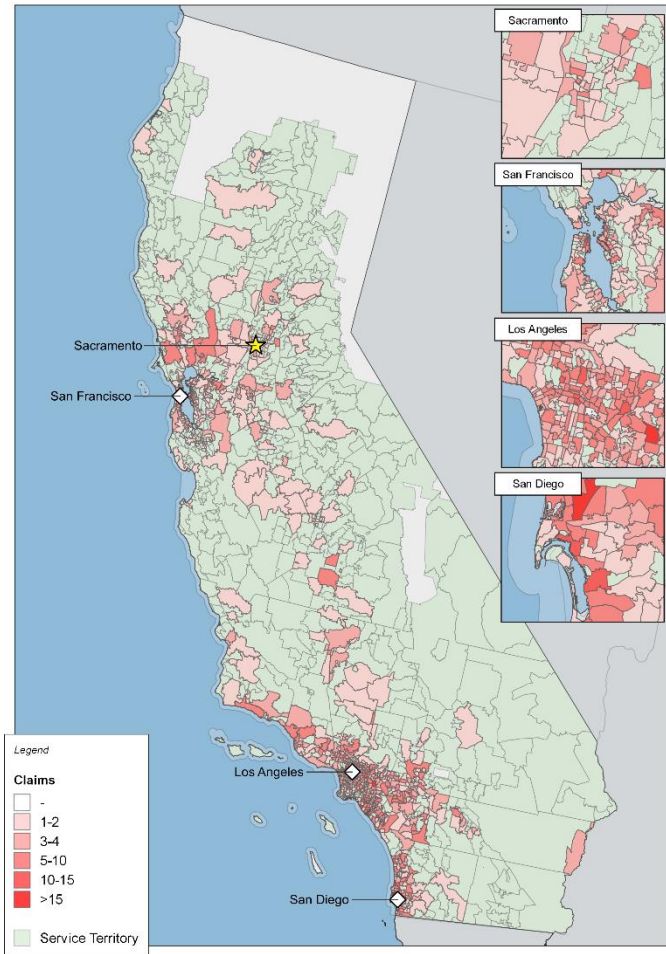 Sacramento
San Francisco
Los Angeles
San Diego
Sacramento
San Francisco
Los Angeles
San Diego
Legend
Claims
-
1-2
3-4
5-10
10-15
>15
Service Territory